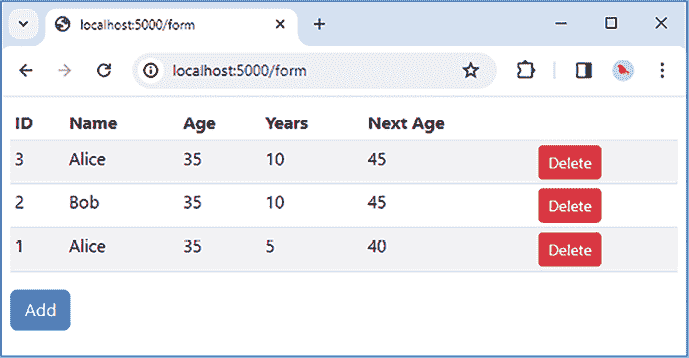 localhost:5000/form
localhost:5000/form
ID Name Age Years Next Age
3 Alice 35 10 45 Delete
2 Bob 35 10 45 Delete
1 Alice 35 5 40 Delete
Add